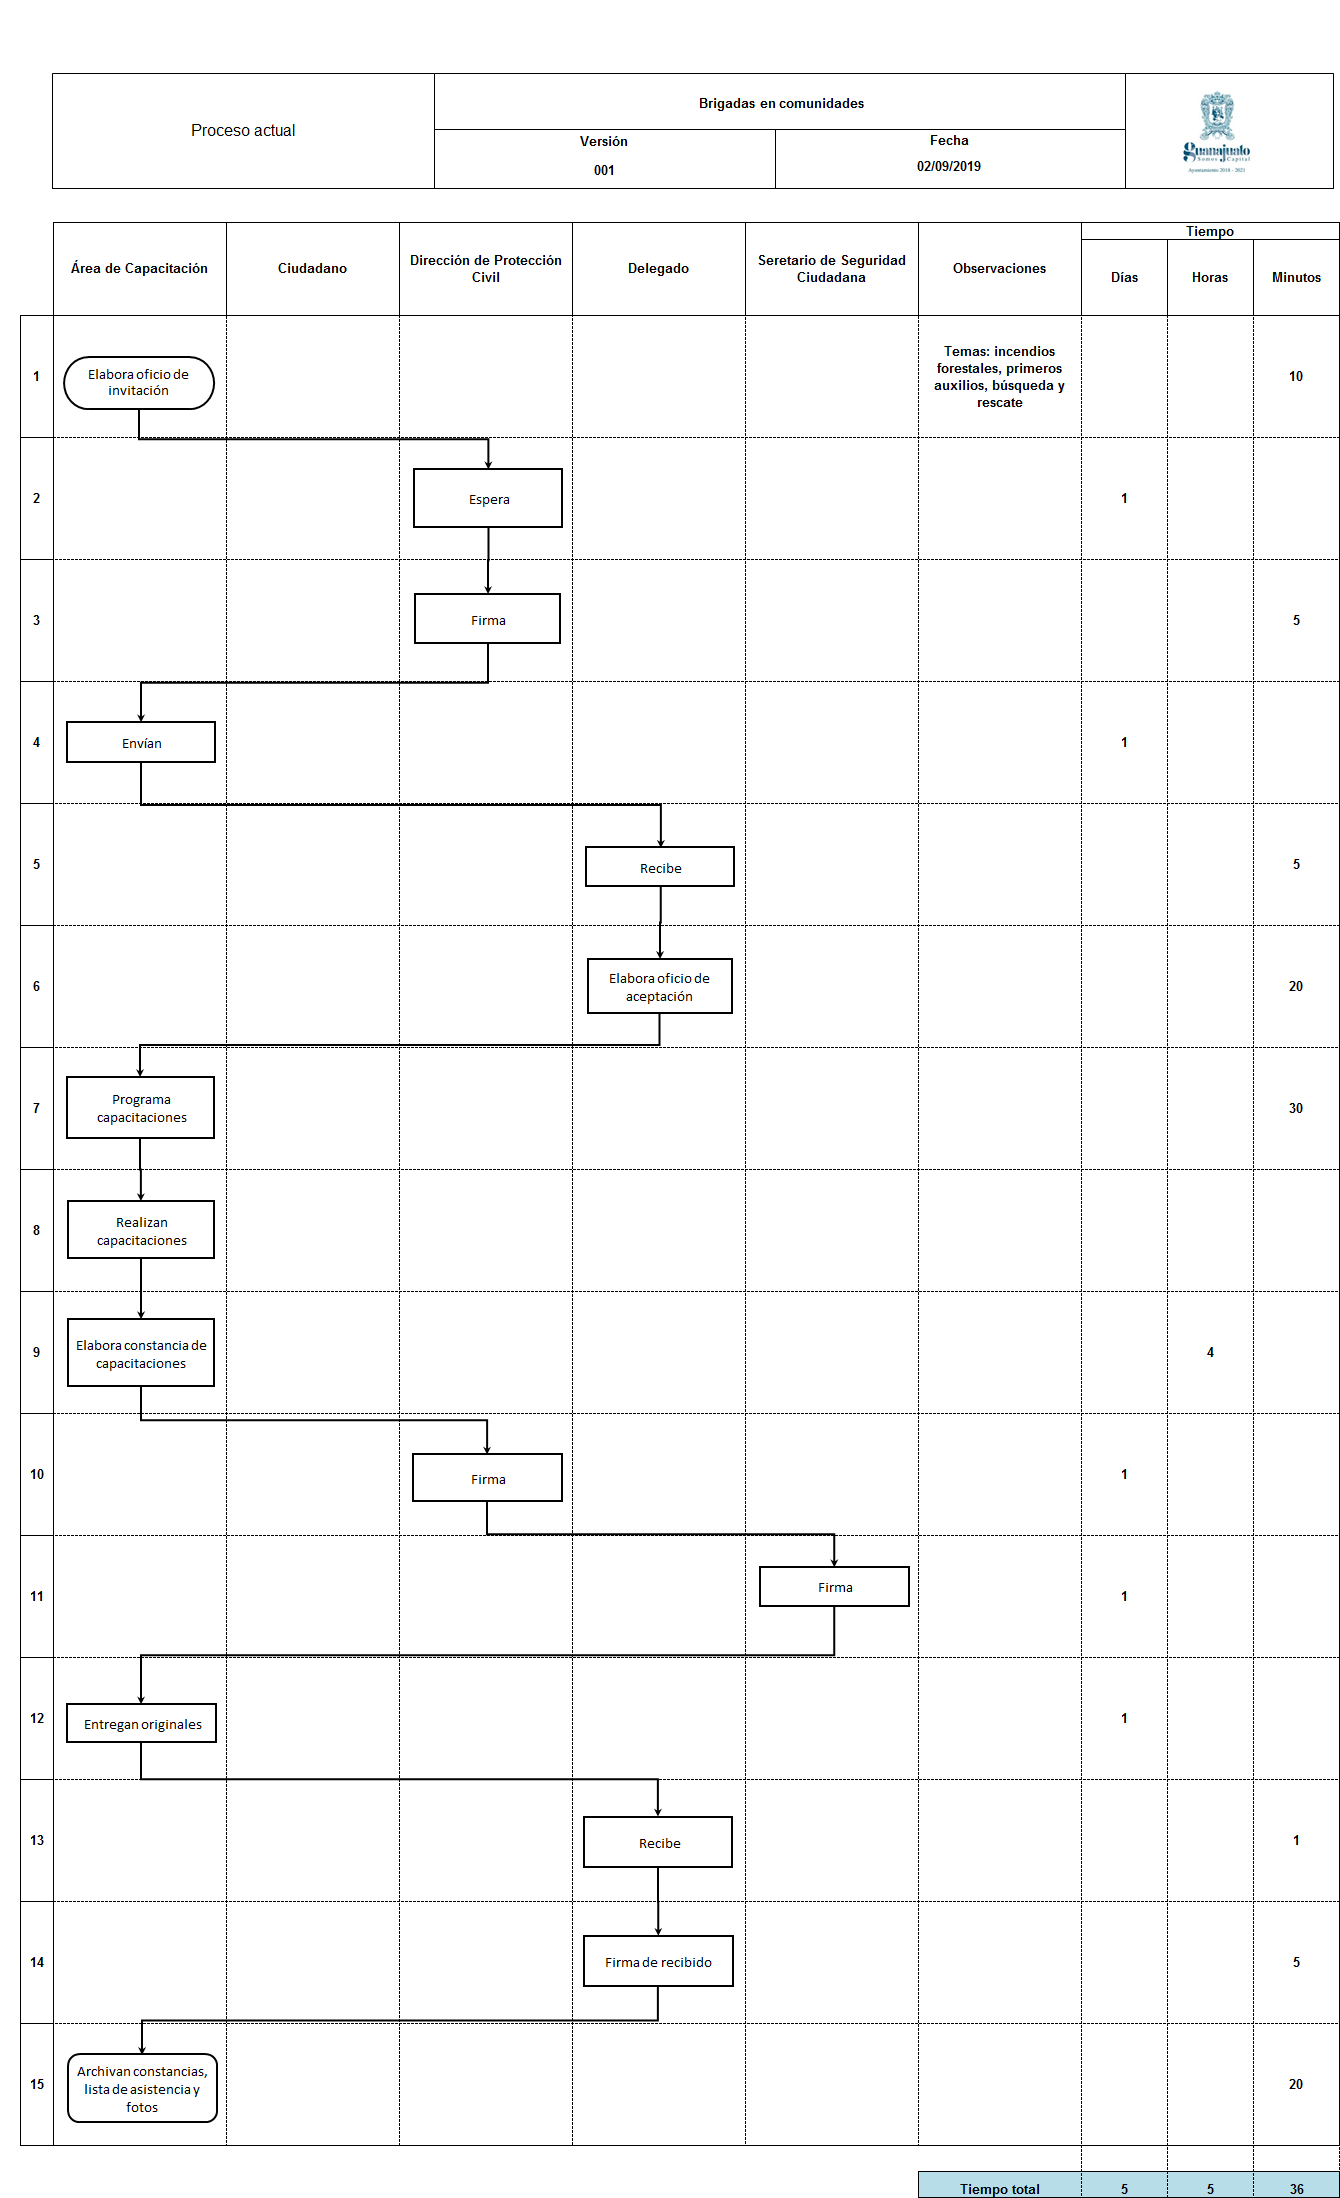 Proceso actual
Brigadas en comunidades
Versión
001
Fecha
02/09/2019
guanajuato
Somos Capital
Ayuntamiento 2018 - 2021
Tiempo
Área de Capacitación
Ciudadano
Dirección de Protección
Civil
Delegado
Seretario de Seguridad
Ciudadana
Observaciones
Días
Horas
Minutos
1
Elabora oficio de
invitación
Temas: incendios
forestales, primeros
auxilios, búsqueda y
rescate
10
2
Espera
1
3
Firma
5
4
Envían
1
5
Recibe
5
6
Elabora oficio de
aceptación
20
7
Programa
capacitaciones
30
8
Realizan
capacitaciones
9
Elabora constancia de
capacitaciones
4
10
Firma
1
11
Firma
1
12
Entregan originales
1
13
Recibe
1
14
Firma de recibido
5
15
Archivan constancias,
lista de asistencia y
fotos
20
Tiempo total
5
5
36